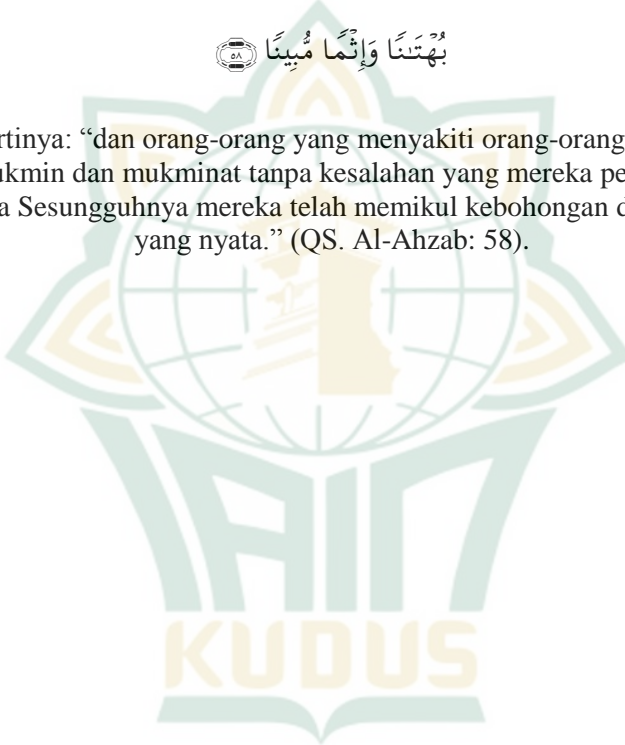 بُهْتَـٰنًا وَإِثْمًا مُّبِينًا ۝٥٨
rtinya: “dan orang-orang yang menyakiti orang-orang
ukmin dan mukminat tanpa kesalahan yang mereka pe
a Sesungguhnya mereka telah memikul kebohongan d
yang nyata.” (QS. Al-Ahzab: 58).
IAIN
KUDUS